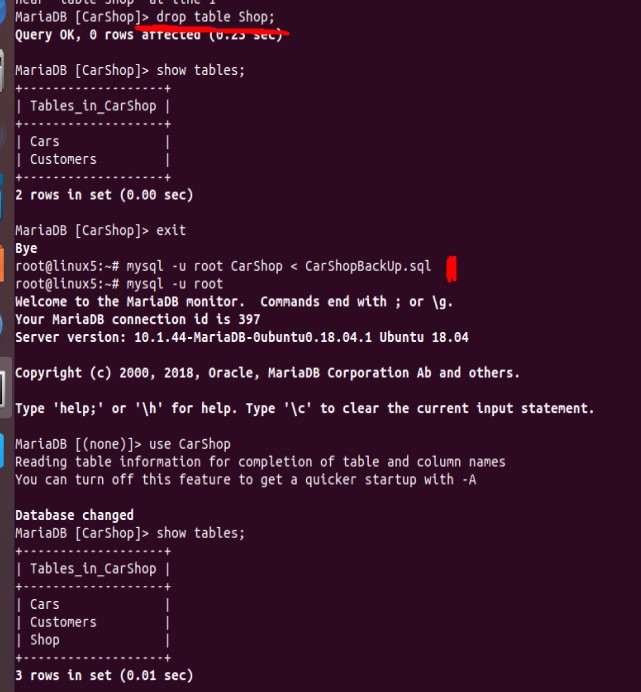 near 'table Shop' at line 1
MariaDB [CarShop]> drop table Shop;
Query OK, 0 rows affected (0.23 sec)
MariaDB [CarShop]> show tables;
+-------------------+
| Tables_in_CarShop |
+-------------------+
| Cars              |
| Customers         |
+-------------------+
2 rows in set (0.00 sec)
MariaDB [CarShop]> exit
Bye
root@linux5:~# mysql -u root CarShop < CarShopBackUp.sql
root@linux5:~# mysql -u root
Welcome to the MariaDB monitor.  Commands end with ; or \g.
Your MariaDB connection id is 397
Server version: 10.1.44-MariaDB-0ubuntu0.18.04.1 Ubuntu 18.04
Copyright (c) 2000, 2018, Oracle, MariaDB Corporation Ab and others.
Type 'help;' or '\h' for help. Type '\c' to clear the current input statement.
MariaDB [(none)]> use CarShop
Reading table information for completion of table and column names
You can turn off this feature to get a quicker startup with -A
Database changed
MariaDB [CarShop]> show tables;
+-------------------+
| Tables_in_CarShop |
+-------------------+
| Cars              |
| Customers         |
| Shop              |
+-------------------+
3 rows in set (0.01 sec)